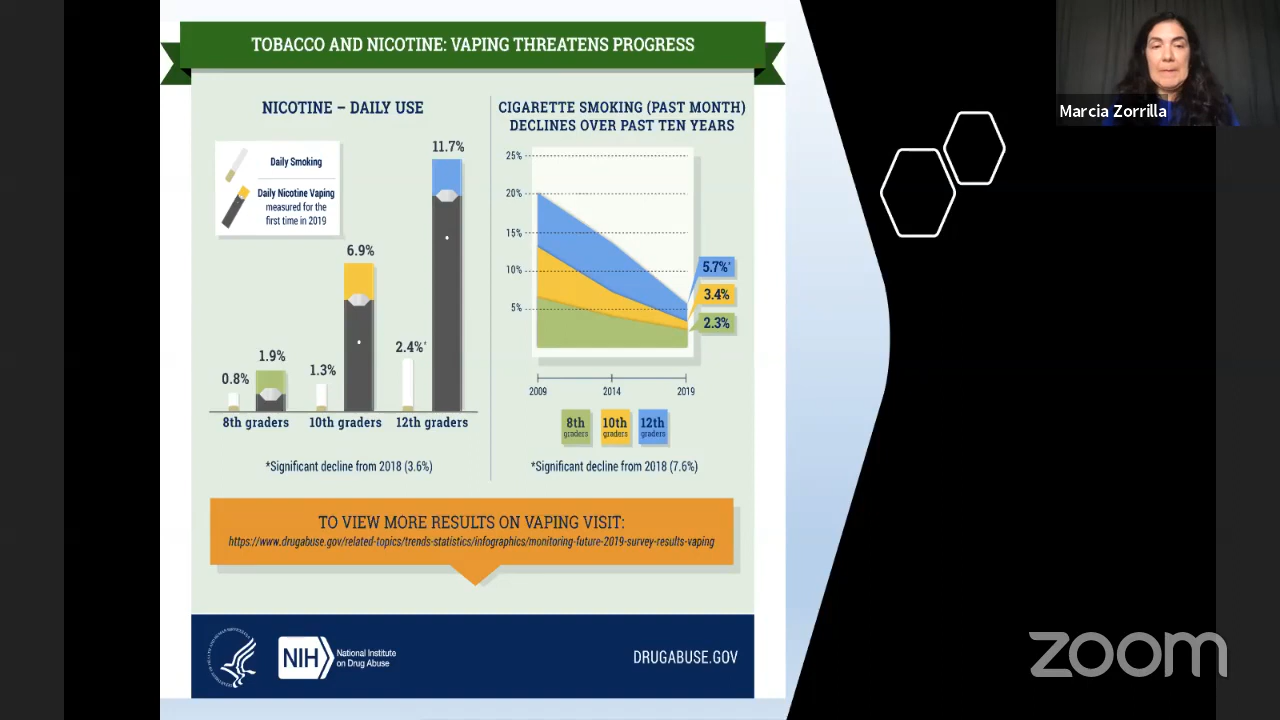 TOBACCO AND NICOTINE: VAPING THREATENS PROGRESS
Marcia Zorrilla
NICOTINE – DAILY USE
Daily Smoking
Daily Nicotine Vaping
measured for the
first time in 2019
0.8%
1.9%
1.3%
6.9%
2.4%*
11.7%
8th graders
10th graders
12th graders
*Significant decline from 2018 (3.6%)
CIGARETTE SMOKING (PAST MONTH)
DECLINES OVER PAST TEN YEARS
25%
20%
15%
10%
5%
5.7%*
3.4%
2.3%
2009
2014
2019
8th
graders
10th
graders
12th
graders
*Significant decline from 2018 (7.6%)
TO VIEW MORE RESULTS ON VAPING VISIT:
https://www.drugabuse.gov/related-topics/trends-statistics/infographics/monitoring-future-2019-survey-results-vaping
NIH
National Institute
on Drug Abuse
DRUGABUSE.GOV
zoom